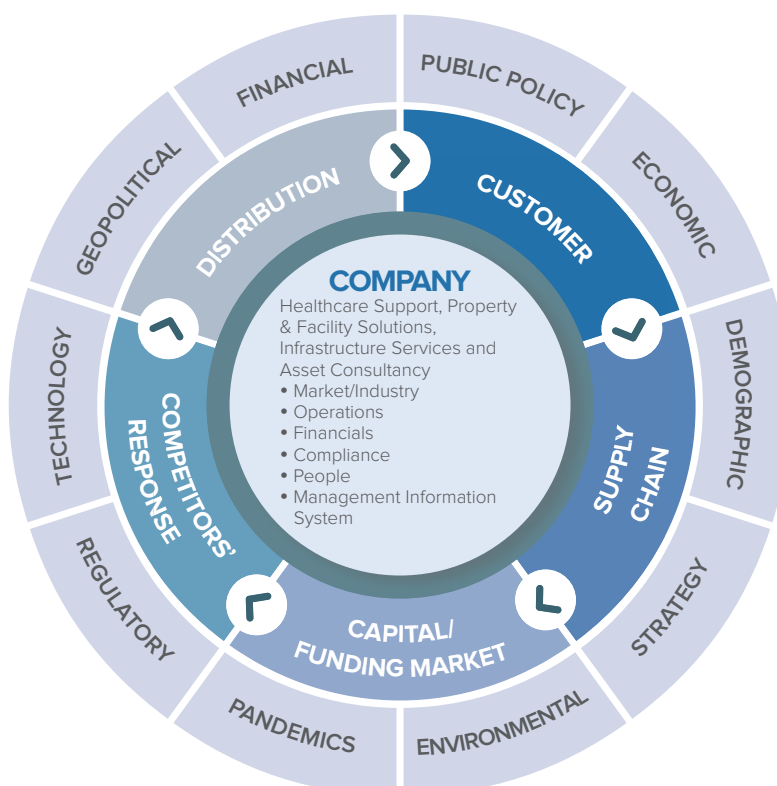 FINANCIAL
PUBLIC POLICY
ECONOMIC
DEMOGRAPHIC
STRATEGY
ENVIRONMENTAL
PANDEMICS
REGULATORY
TECHNOLOGY
GEOPOLITICAL
DISTRIBUTION
CUSTOMER
SUPPLY
CHAIN
CAPITAL/
FUNDING MARKET
COMPETITORS’
RESPONSE
COMPANY
Healthcare Support, Property
& Facility Solutions,
Infrastructure Services and
Asset Consultancy
• Market/Industry
• Operations
• Financials
• Compliance
• People
• Management Information
System